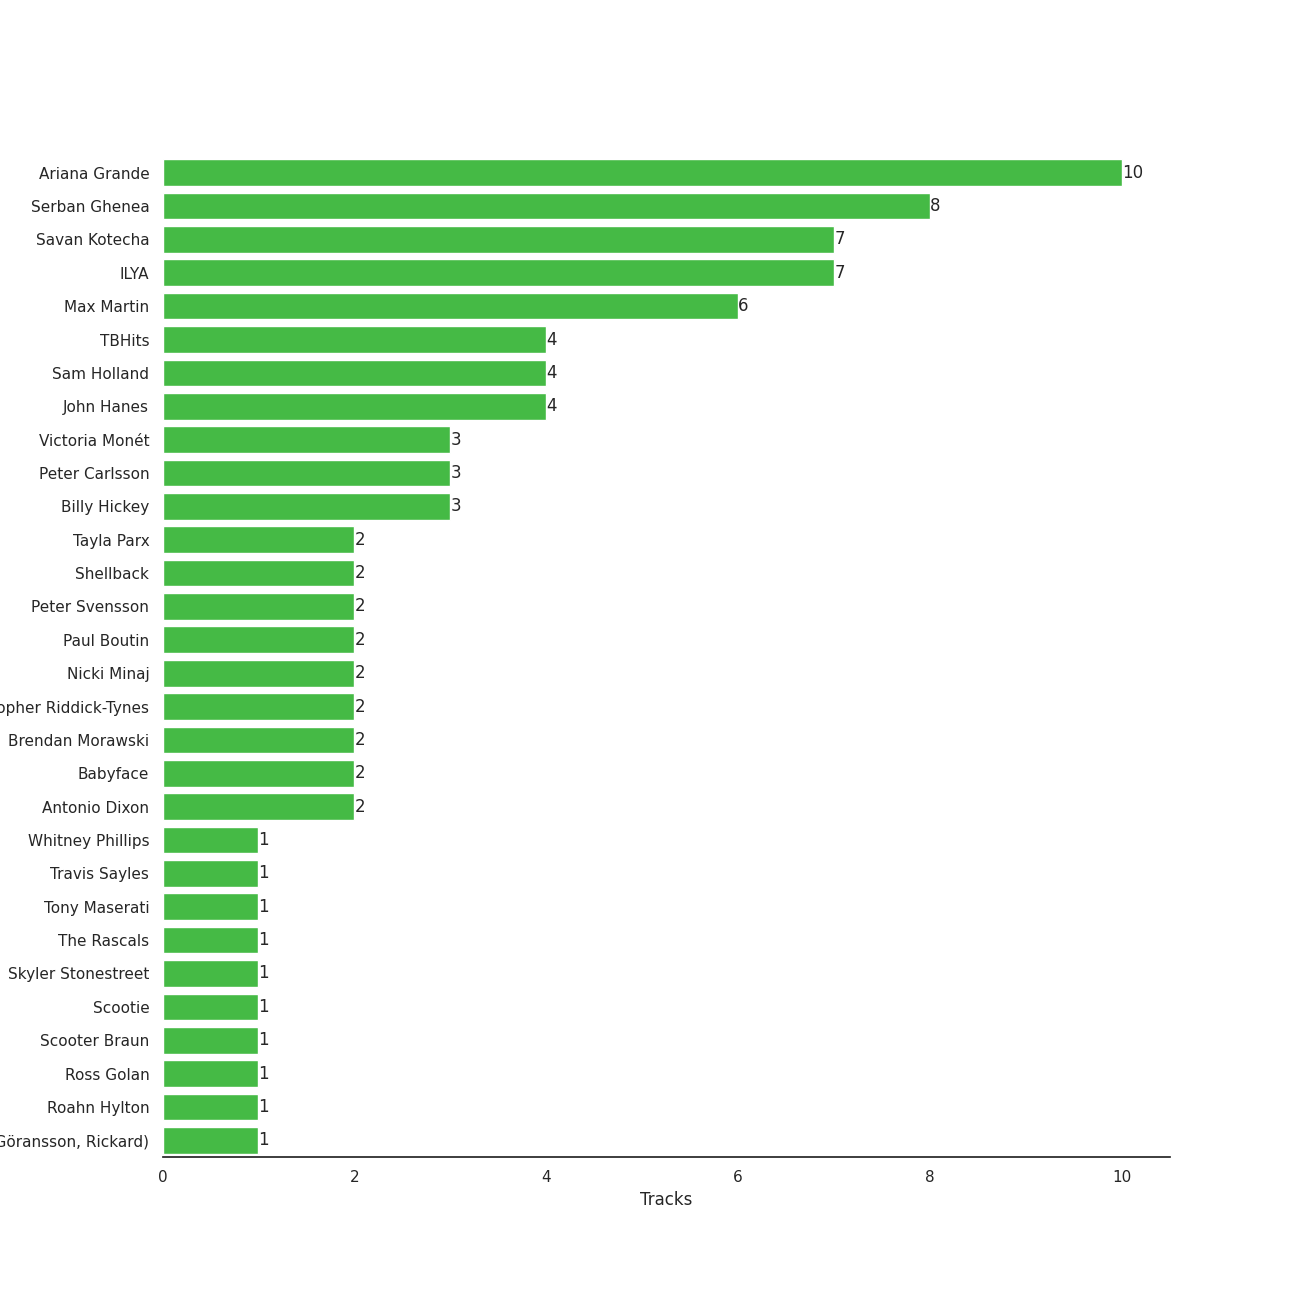 Ariana Grande 10
Serban Ghenea 8
Savan Kotecha 7
ILYA 7
Max Martin 6
TBHits 4
Sam Holland 4
John Hanes 4
Victoria Monét 3
Peter Carlsson 3
Billy Hickey 3
Tayla Parx 2
Shellback 2
Peter Svensson 2
Paul Boutin 2
Nicki Minaj 2
opher Riddick-Tynes 2
Brendan Morawski 2
Babyface 2
Antonio Dixon 2
Whitney Phillips 1
Travis Sayles 1
Tony Maserati 1
The Rascals 1
Skyler Stonestreet 1
Scootie 1
Scooter Braun 1
Ross Golan 1
Roahn Hylton 1
Göransson, Rickard) 1
0 2 4 6 8 10
Tracks